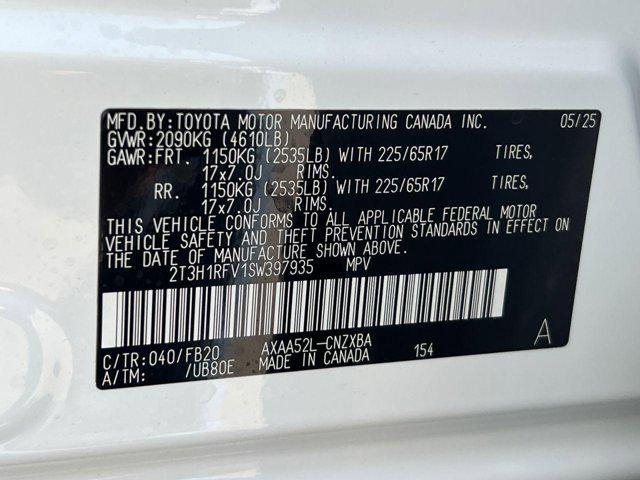 MFD.BY:TOYOTA MOTOR MANUFACTURING CANADA INC. 05/25
GVWR:2090KG (4610LB)
GAWR:FRT. 1150KG (2535LB) WITH 225/65R17 TIRES,
17x7.0J RIMS.
RR. 1150KG (2535LB) WITH 225/65R17 TIRES,
17x7.0J RIMS.
THIS VEHICLE CONFORMS TO ALL APPLICABLE FEDERAL MOTOR
VEHICLE SAFETY AND THEFT PREVENTION STANDARDS IN EFFECT ON
THE DATE OF MANUFACTURE SHOWN ABOVE.
2T3H1RFV1SW397935 MPV
C/TR:040/FB20 AXAA52L-CNZXBA 154 A
A/TM: /UB80E MADE IN CANADA